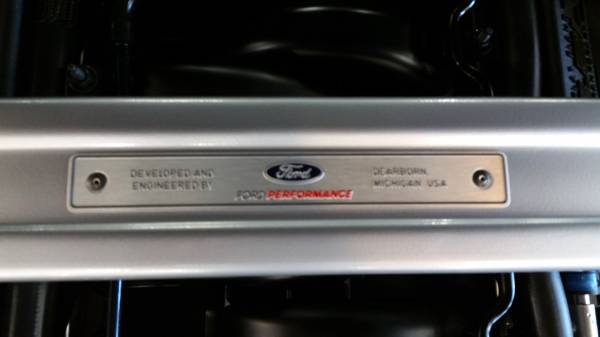 DEVELOPED AND
ENGINEERED BY
Ford
FORD PERFORMANCE
DEARBORN,
MICHIGAN USA